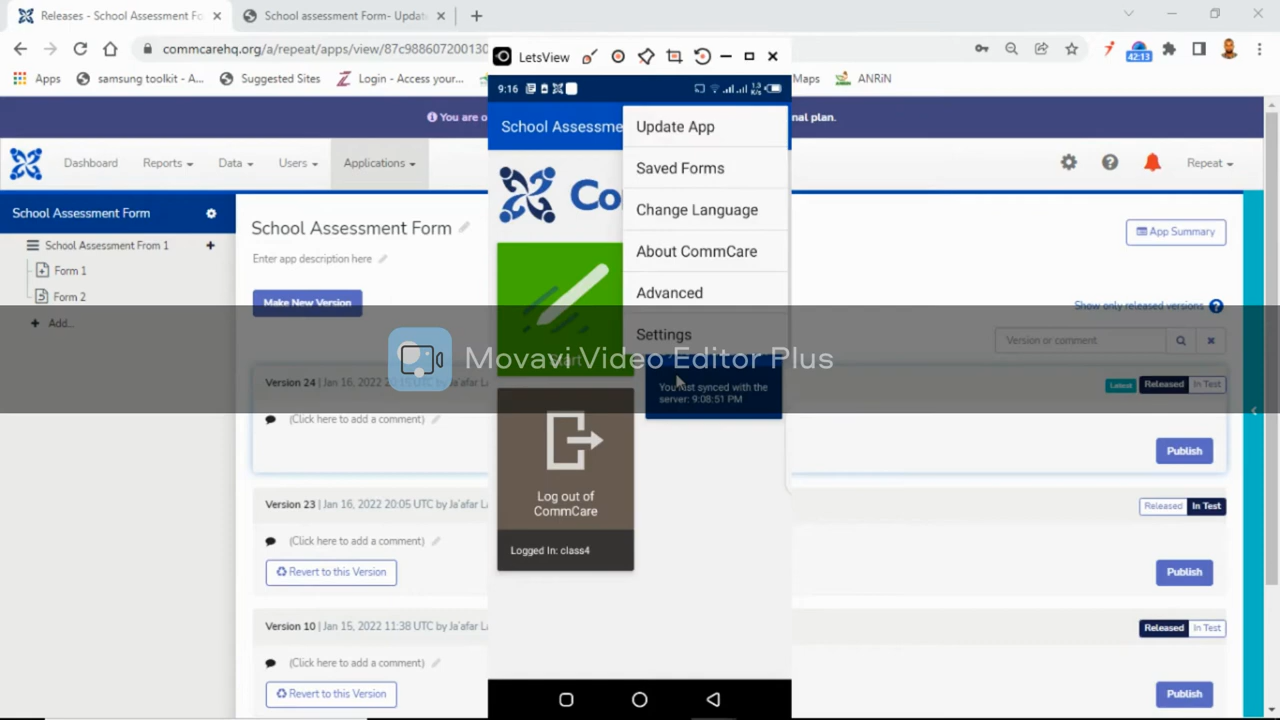 Releases - School Assessment Fo
School assessment Form- Updat
commcarehq.org/a/repeat/apps/view/87c988607200130
42:13
Apps
samsung toolkit - A...
Suggested Sites
Login - Access your...
Maps
ANRiN
LetsView
9:16
You are o
nal plan.
Dashboard
Reports
Data
Users
Applications
Repeat
School Assessment Form
School Assessment From 1
Form 1
Form 2
Add...
School Assessment Form
Enter app description here
Make New Version
App Summary
Show only released versions
Version or comment
School Assessme
Update App
Saved Forms
Change Language
About CommCare
Advanced
Settings
Co
Start
You last synced with the
server: 9:08:51 PM
Log out of
CommCare
Logged In: class4
Movavi Video Editor Plus
Version 24 | Jan 16, 2022
Latest
Released
In Test
(Click here to add a comment)
Publish
Version 23 | Jan 16, 2022 20:05 UTC by Ja'afar L
Released
In Test
(Click here to add a comment)
Revert to this Version
Publish
Version 10 | Jan 15, 2022 11:38 UTC by Ja'afar L
Released
In Test
(Click here to add a comment)
Revert to this Version
Publish